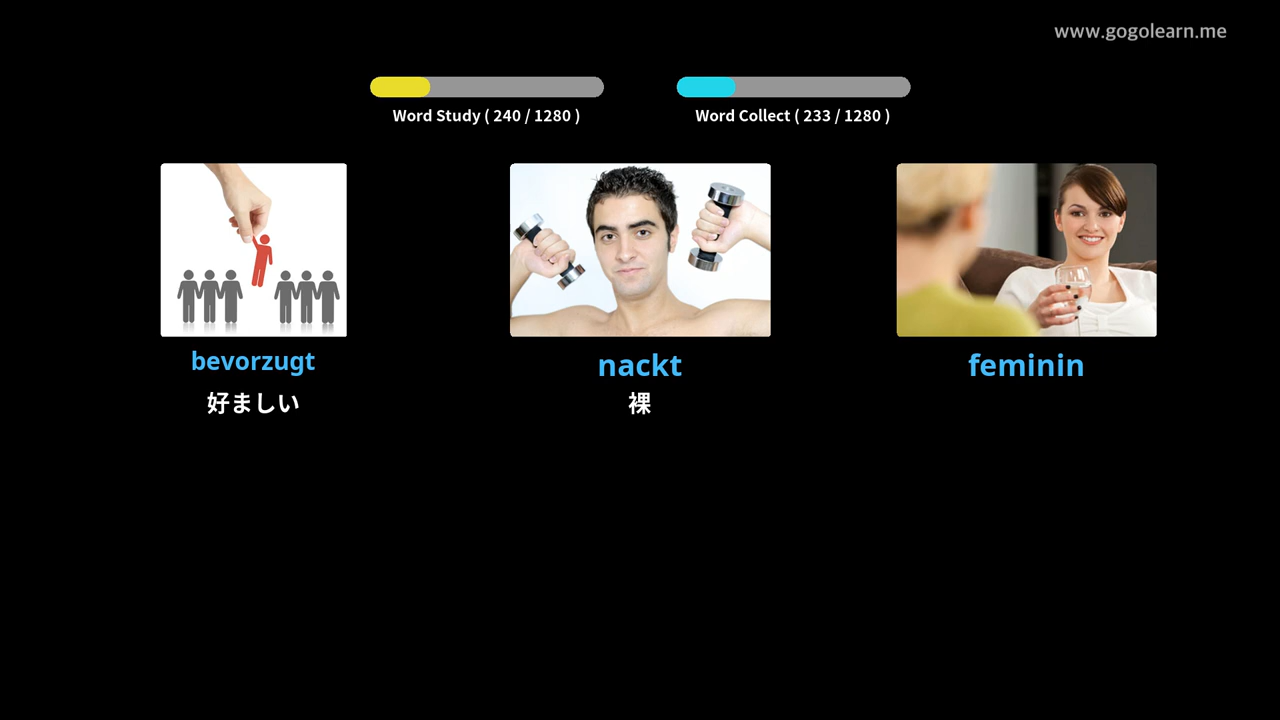 www.gogolearn.me
Word Study ( 240 / 1280 )
Word Collect ( 233 / 1280 )
bevorzugt
好ましい
nackt
裸
feminin